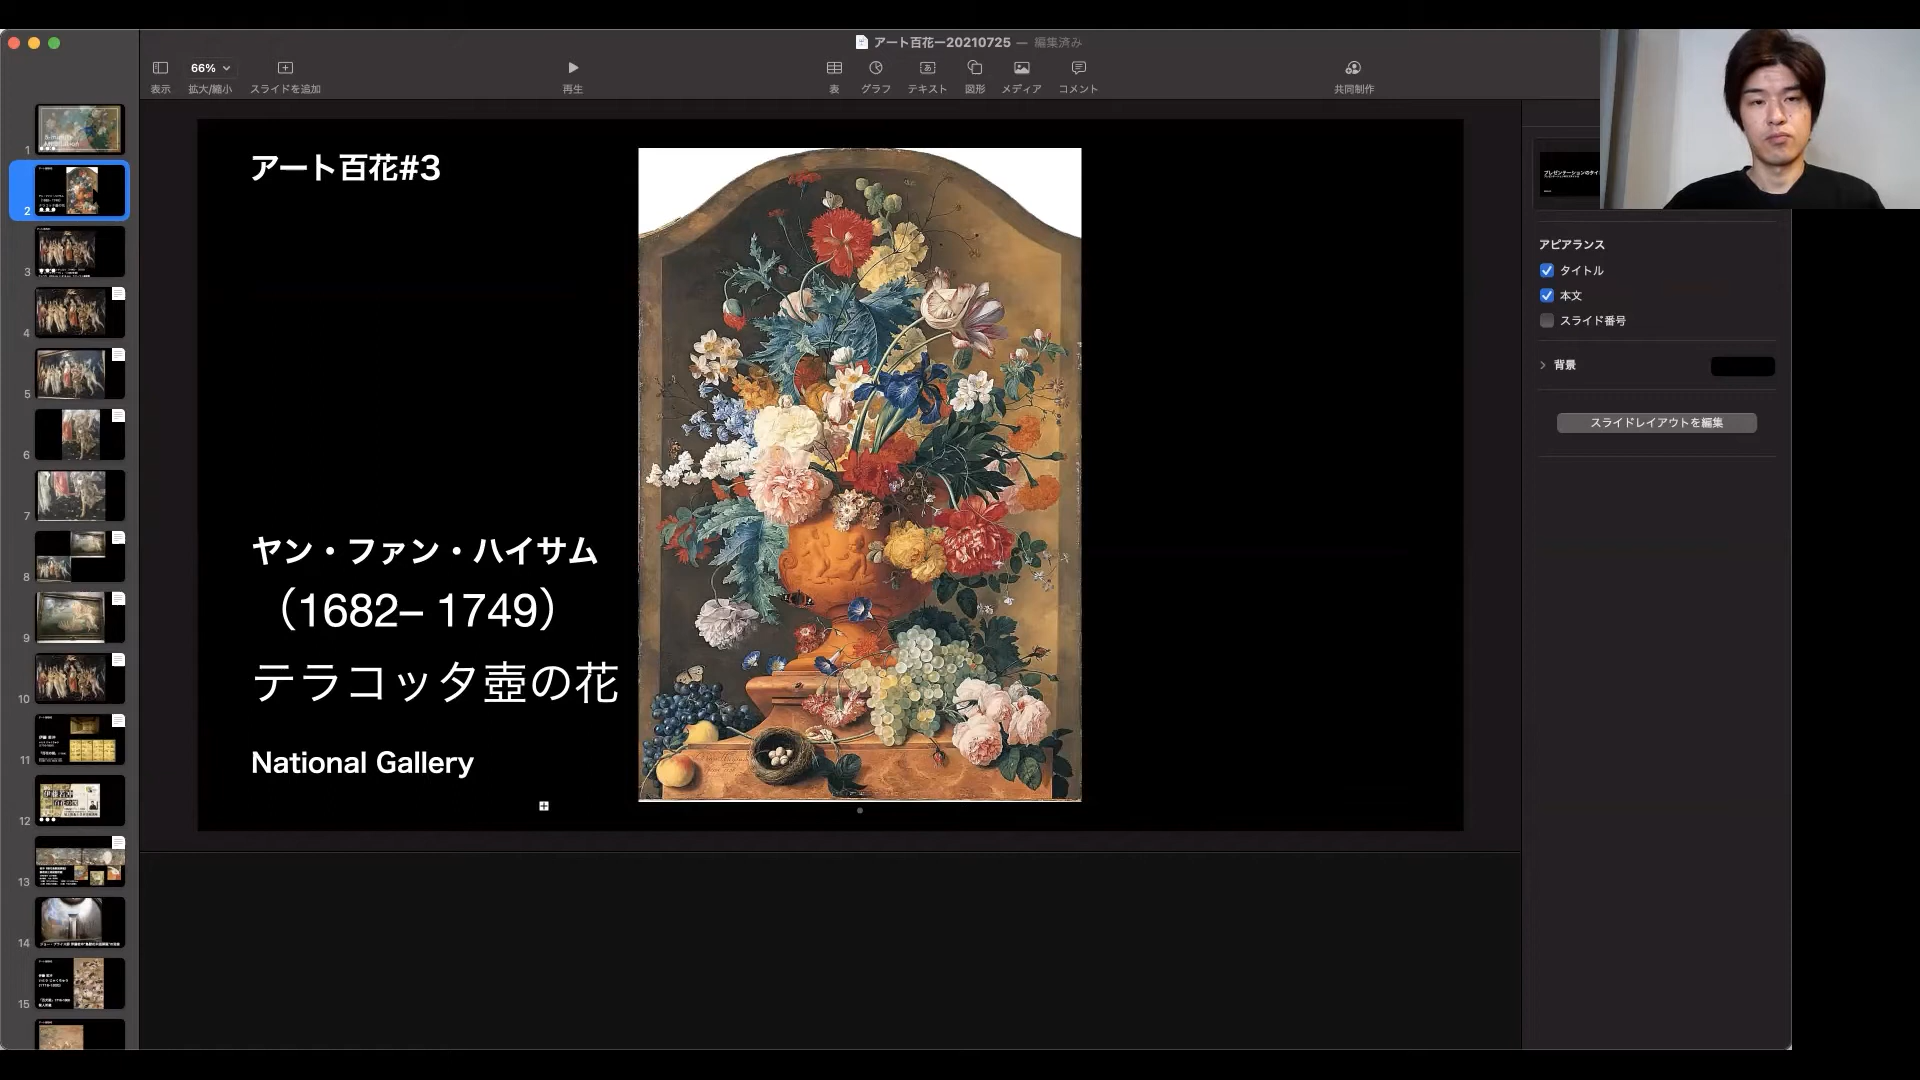 アート百花ー20210725 — 編集済み
66%
表示
拡大/縮小
スライドを追加
再生
表
グラフ
テキスト
図形
メディア
コメント
共同制作
1
2
3
4
5
6
7
8
9
10
11
12
13
14
15
アート百花#3
ヤン・ファン・ハイサム
（1682– 1749）
テラコッタ壺の花
National Gallery
アピアランス
タイトル
本文
スライド番号
背景
スライドレイアウトを編集